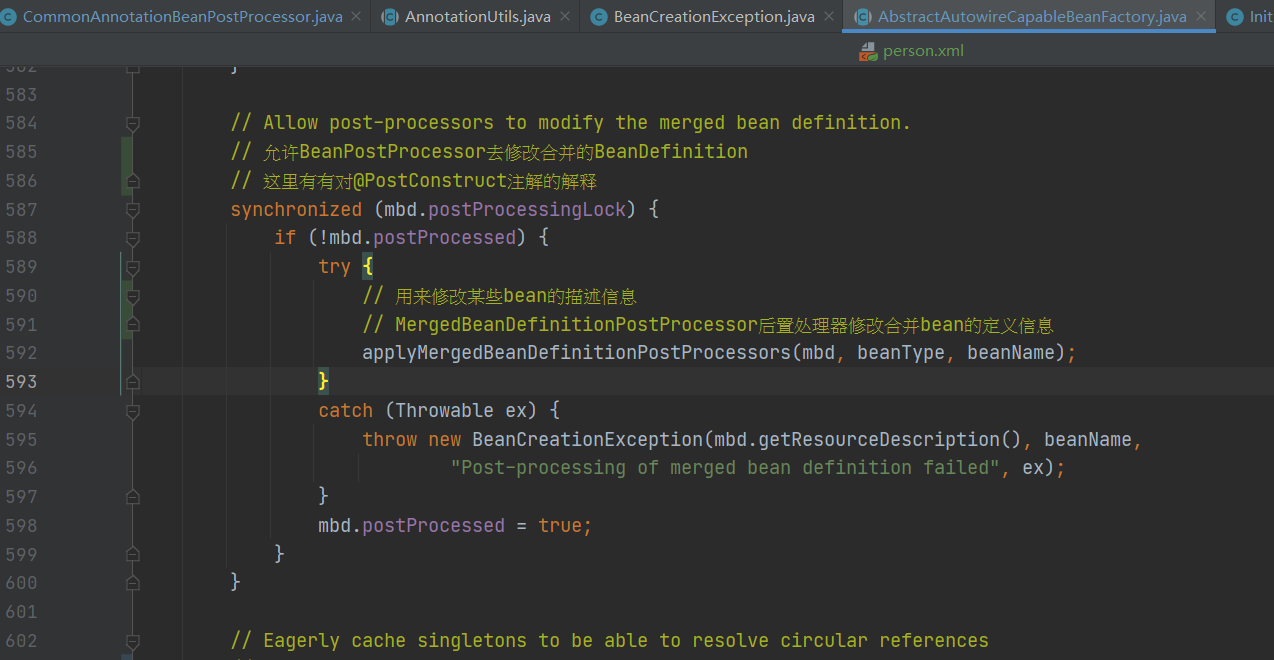 CommonAnnotationBeanPostProcessor.java AnnotationUtils.java BeanCreationException.java AbstractAutowireCapableBeanFactory.java Init
person.xml
582 }
583
584 // Allow post-processors to modify the merged bean definition.
585 // 允许BeanPostProcessor去修改合并的BeanDefinition
586 // 这里有有对@PostConstruct注解的解释
587 synchronized (mbd.postProcessingLock) {
588 if (!mbd.postProcessed) {
589 try {
590 // 用来修改某些bean的描述信息
591 // MergedBeanDefinitionPostProcessor后置处理器修改合并bean的定义信息
592 applyMergedBeanDefinitionPostProcessors(mbd, beanType, beanName);
593 }
594 catch (Throwable ex) {
595 throw new BeanCreationException(mbd.getResourceDescription(), beanName,
596 "Post-processing of merged bean definition failed", ex);
597 }
598 mbd.postProcessed = true;
599 }
600 }
601
602 // Eagerly cache singletons to be able to resolve circular references